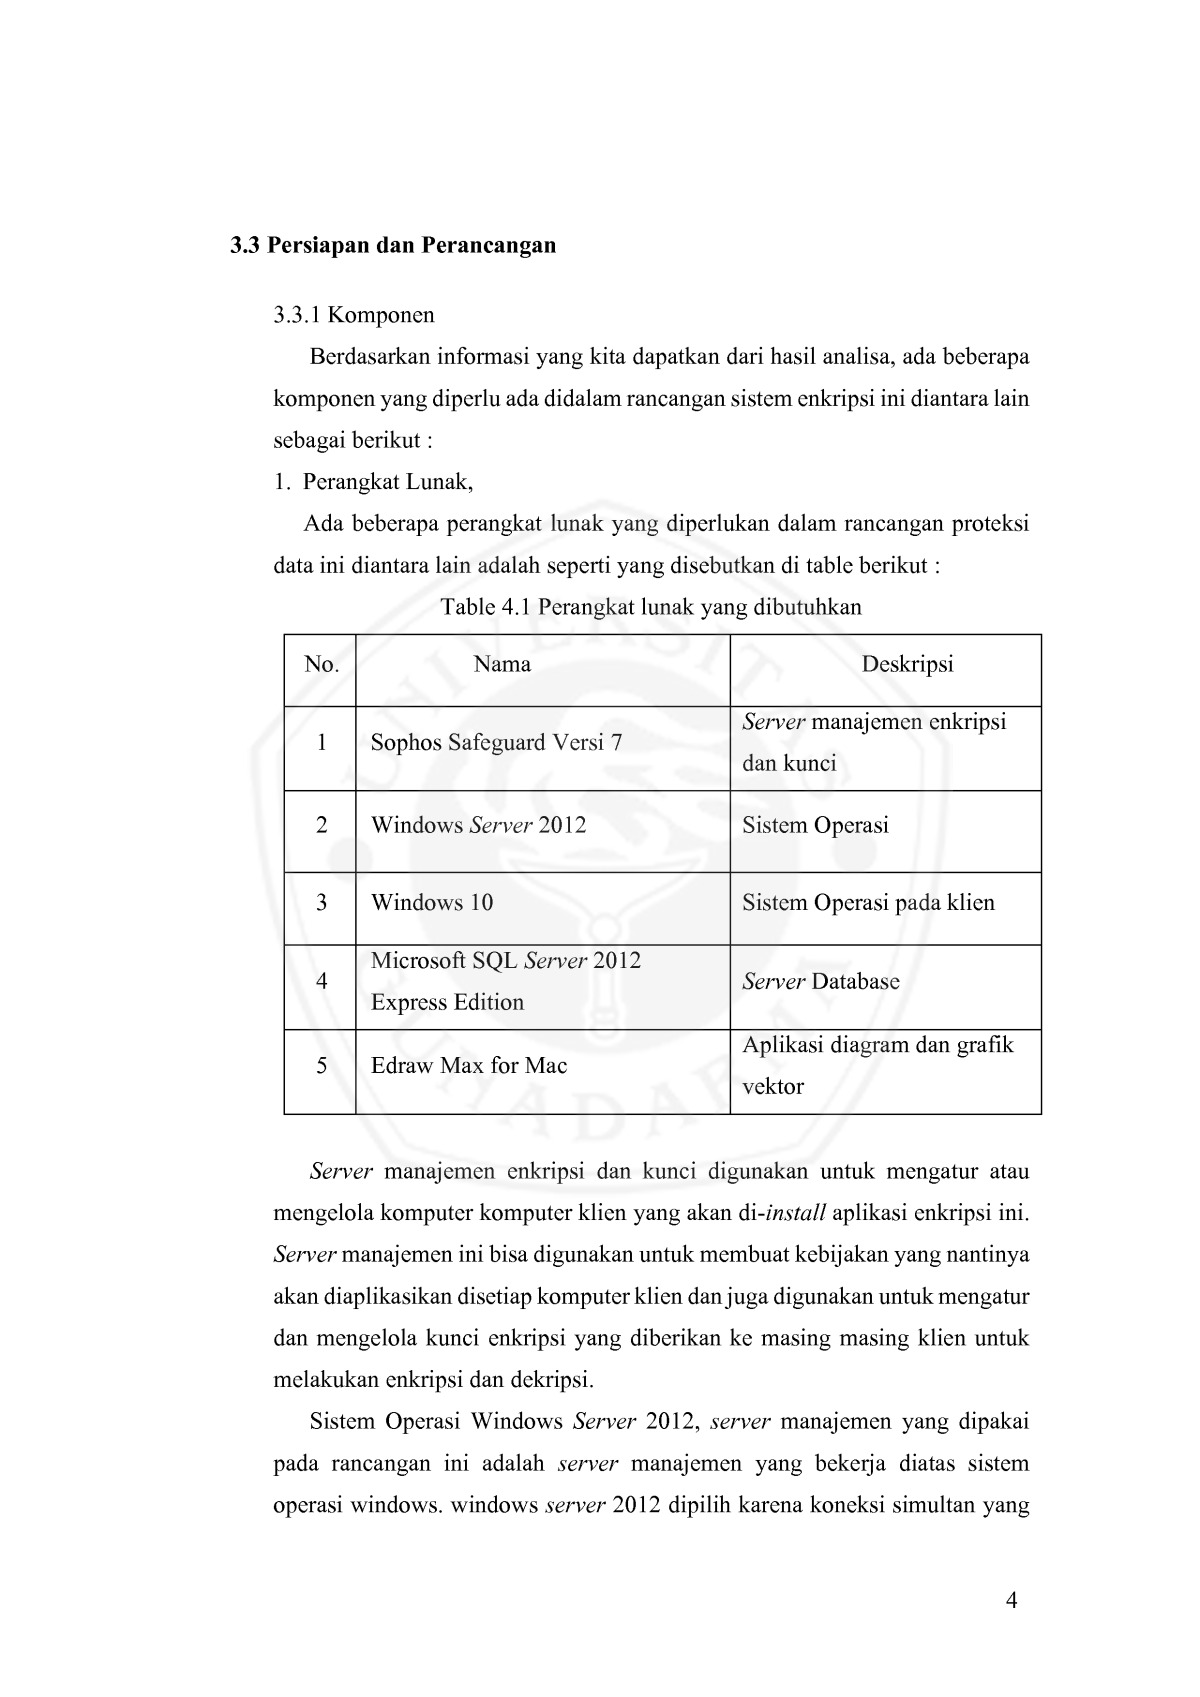 3.3 Persiapan dan Perancangan
3.3.1 Komponen
Berdasarkan informasi yang kita dapatkan dari hasil analisa, ada beberapa
komponen yang diperlu ada didalam rancangan sistem enkripsi ini diantara lain
sebagai berikut :
1. Perangkat Lunak,
Ada beberapa perangkat lunak yang diperlukan dalam rancangan proteksi
data ini diantara lain adalah seperti yang disebutkan di table berikut :
Table 4.1 Perangkat lunak yang dibutuhkan
No. Nama Deskripsi
1 Sophos Safeguard Versi 7 Server manajemen enkripsi
dan kunci
2 Windows Server 2012 Sistem Operasi
3 Windows 10 Sistem Operasi pada klien
4 Microsoft SQL Server 2012
Express Edition Server Database
5 Edraw Max for Mac Aplikasi diagram dan grafik
vektor
Server manajemen enkripsi dan kunci digunakan untuk mengatur atau
mengelola komputer komputer klien yang akan di-install aplikasi enkripsi ini.
Server manajemen ini bisa digunakan untuk membuat kebijakan yang nantinya
akan diaplikasikan disetiap komputer klien dan juga digunakan untuk mengatur
dan mengelola kunci enkripsi yang diberikan ke masing masing klien untuk
melakukan enkripsi dan dekripsi.
Sistem Operasi Windows Server 2012, server manajemen yang dipakai
pada rancangan ini adalah server manajemen yang bekerja diatas sistem
operasi windows. windows server 2012 dipilih karena koneksi simultan yang
4
UNIVERSITAS
GUNADARMA